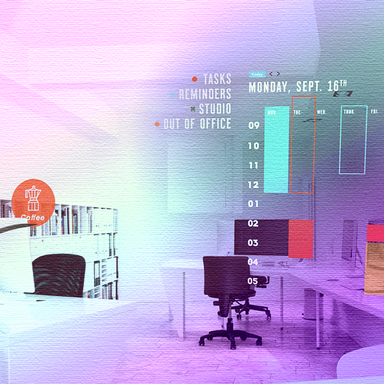 Today < >
TASKS
MONDAY, SEPT. 16TH
REMINDERS
STUDIO
OUT OF OFFICE
MON. TUE. WED. THUR. FRI.
09
10
11
12
01
02
03
04
05
Coffee